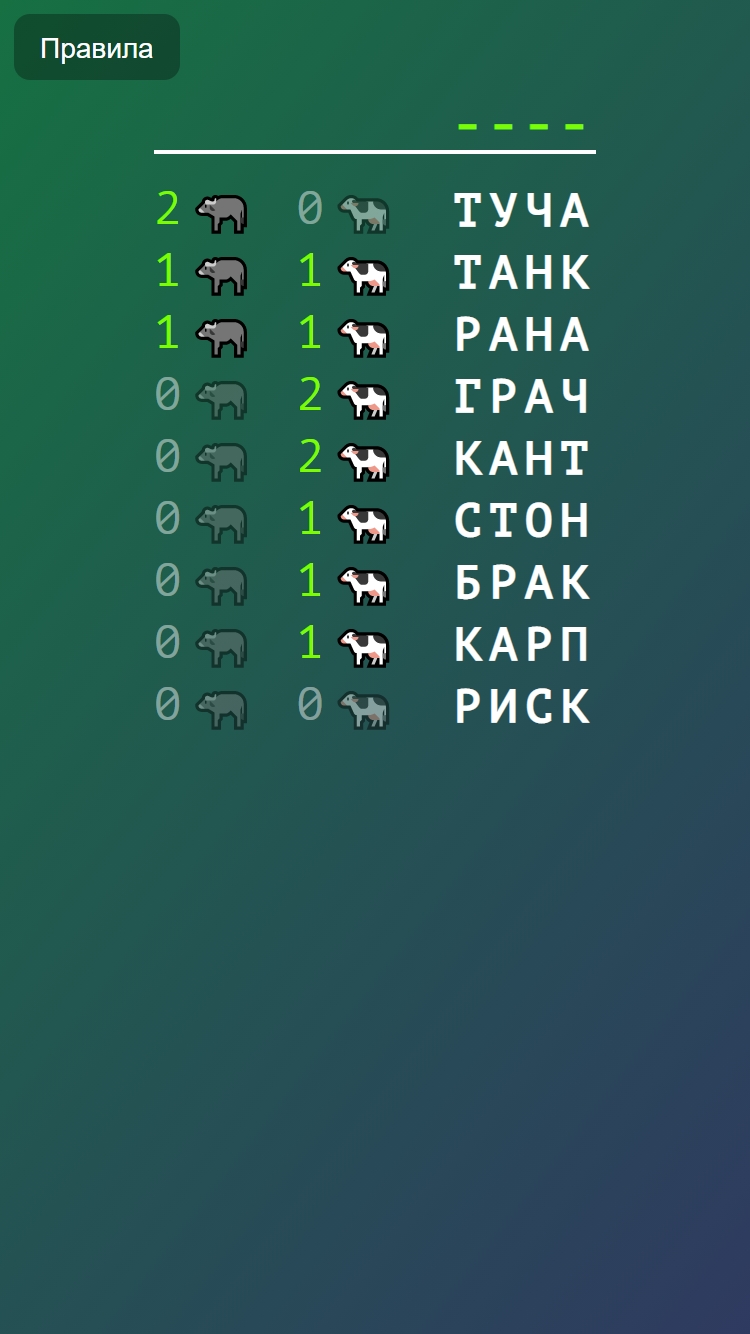 Правила
----
2 0 ТУЧА
1 1 ТАНК
1 1 РАНА
0 2 ГРАЧ
0 2 КАНТ
0 1 СТОН
0 1 БРАК
0 1 КАРП
0 0 РИСК